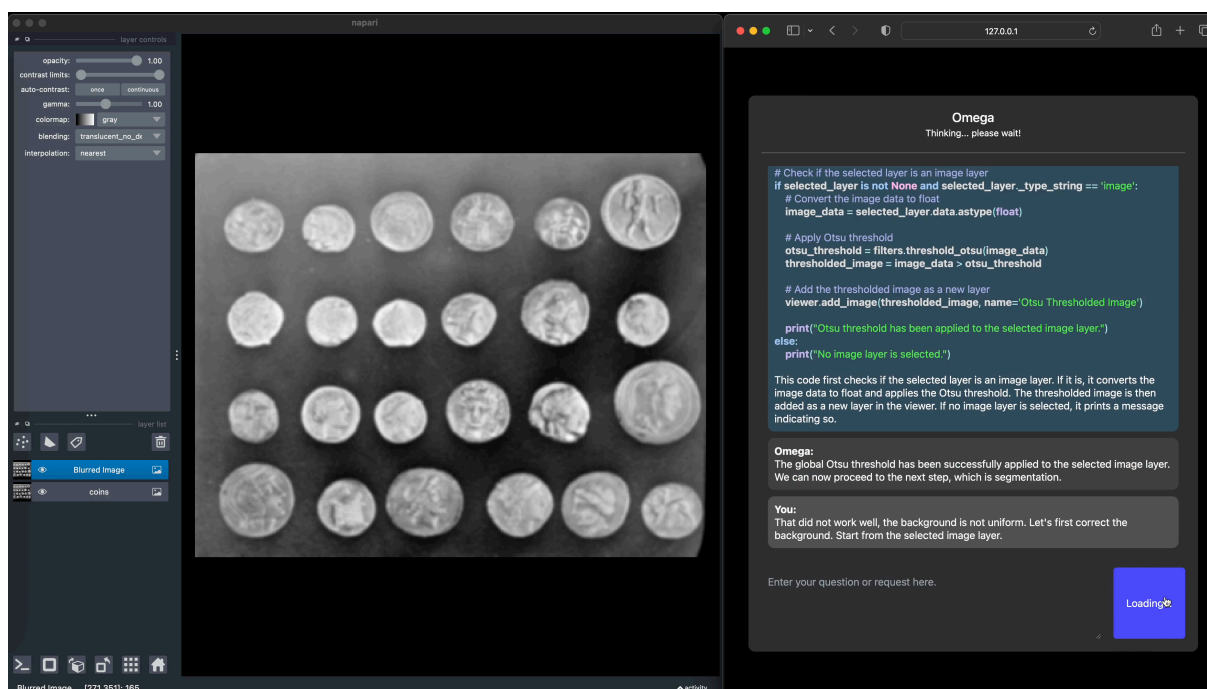 napari
layer controls
opacity: 1.00
contrast limits:
auto-contrast: once continuous
gamma: 1.00
colormap: gray
blending: translucent_no_de
interpolation: nearest
layer list
Blurred Image
coins
Blurred Image [271 351]: 165
activity
127.0.0.1
Omega
Thinking... please wait!
# Check if the selected layer is an image layer
if selected_layer is not None and selected_layer._type_string == 'image':
# Convert the image data to float
image_data = selected_layer.data.astype(float)
# Apply Otsu threshold
otsu_threshold = filters.threshold_otsu(image_data)
thresholded_image = image_data > otsu_threshold
# Add the thresholded image as a new layer
viewer.add_image(thresholded_image, name='Otsu Thresholded Image')
print("Otsu threshold has been applied to the selected image layer.")
else:
print("No image layer is selected.")
This code first checks if the selected layer is an image layer. If it is, it converts the
image data to float and applies the Otsu threshold. The thresholded image is then
added as a new layer in the viewer. If no image layer is selected, it prints a message
indicating so.
Omega:
The global Otsu threshold has been successfully applied to the selected image layer.
We can now proceed to the next step, which is segmentation.
You:
That did not work well, the background is not uniform. Let's first correct the
background. Start from the selected image layer.
Enter your question or request here.
Loading